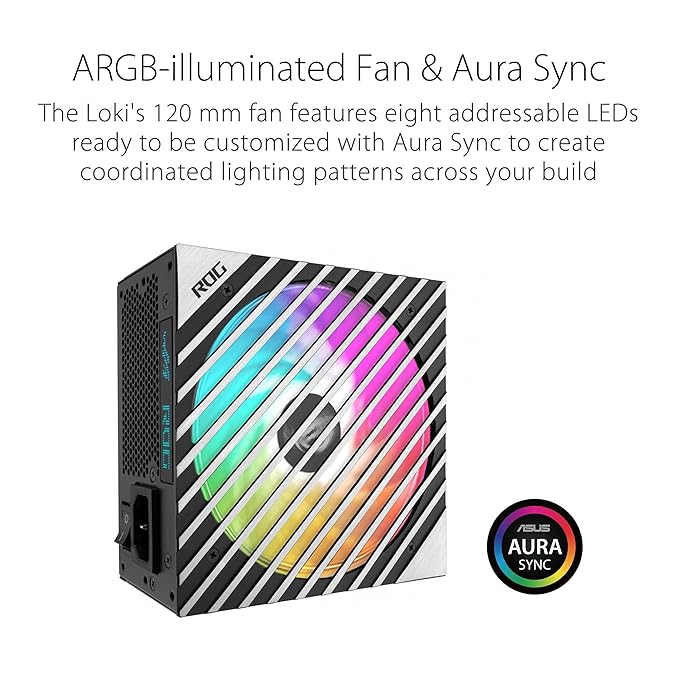 ARGB-illuminated Fan & Aura Sync
The Loki's 120 mm fan features eight addressable LEDs
ready to be customized with Aura Sync to create
coordinated lighting patterns across your build
ROG
ASUS
AURA
SYNC